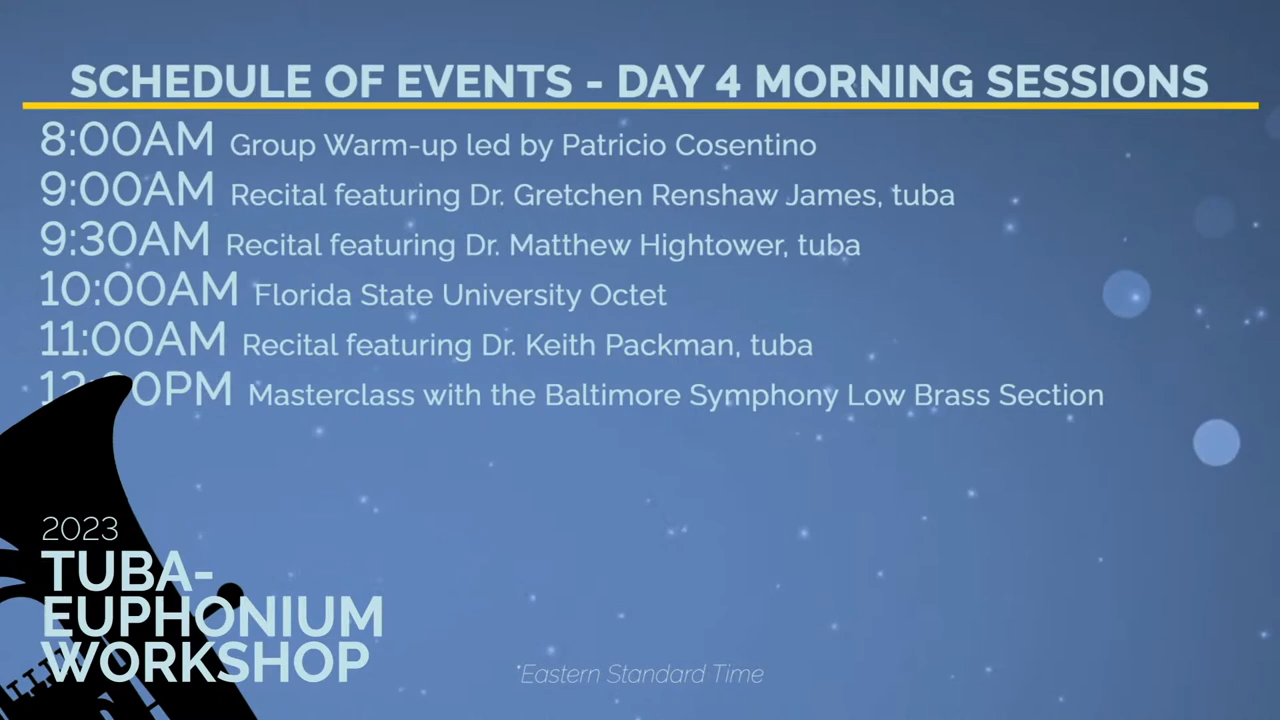 SCHEDULE OF EVENTS - DAY 4 MORNING SESSIONS
8:00AM Group Warm-up led by Patricio Cosentino
9:00AM Recital featuring Dr. Gretchen Renshaw James, tuba
9:30AM Recital featuring Dr. Matthew Hightower, tuba
10:00AM Florida State University Octet
11:00AM Recital featuring Dr. Keith Packman, tuba
12:00PM Masterclass with the Baltimore Symphony Low Brass Section
2023
TUBA-
EUPHONIUM
WORKSHOP
*Eastern Standard Time